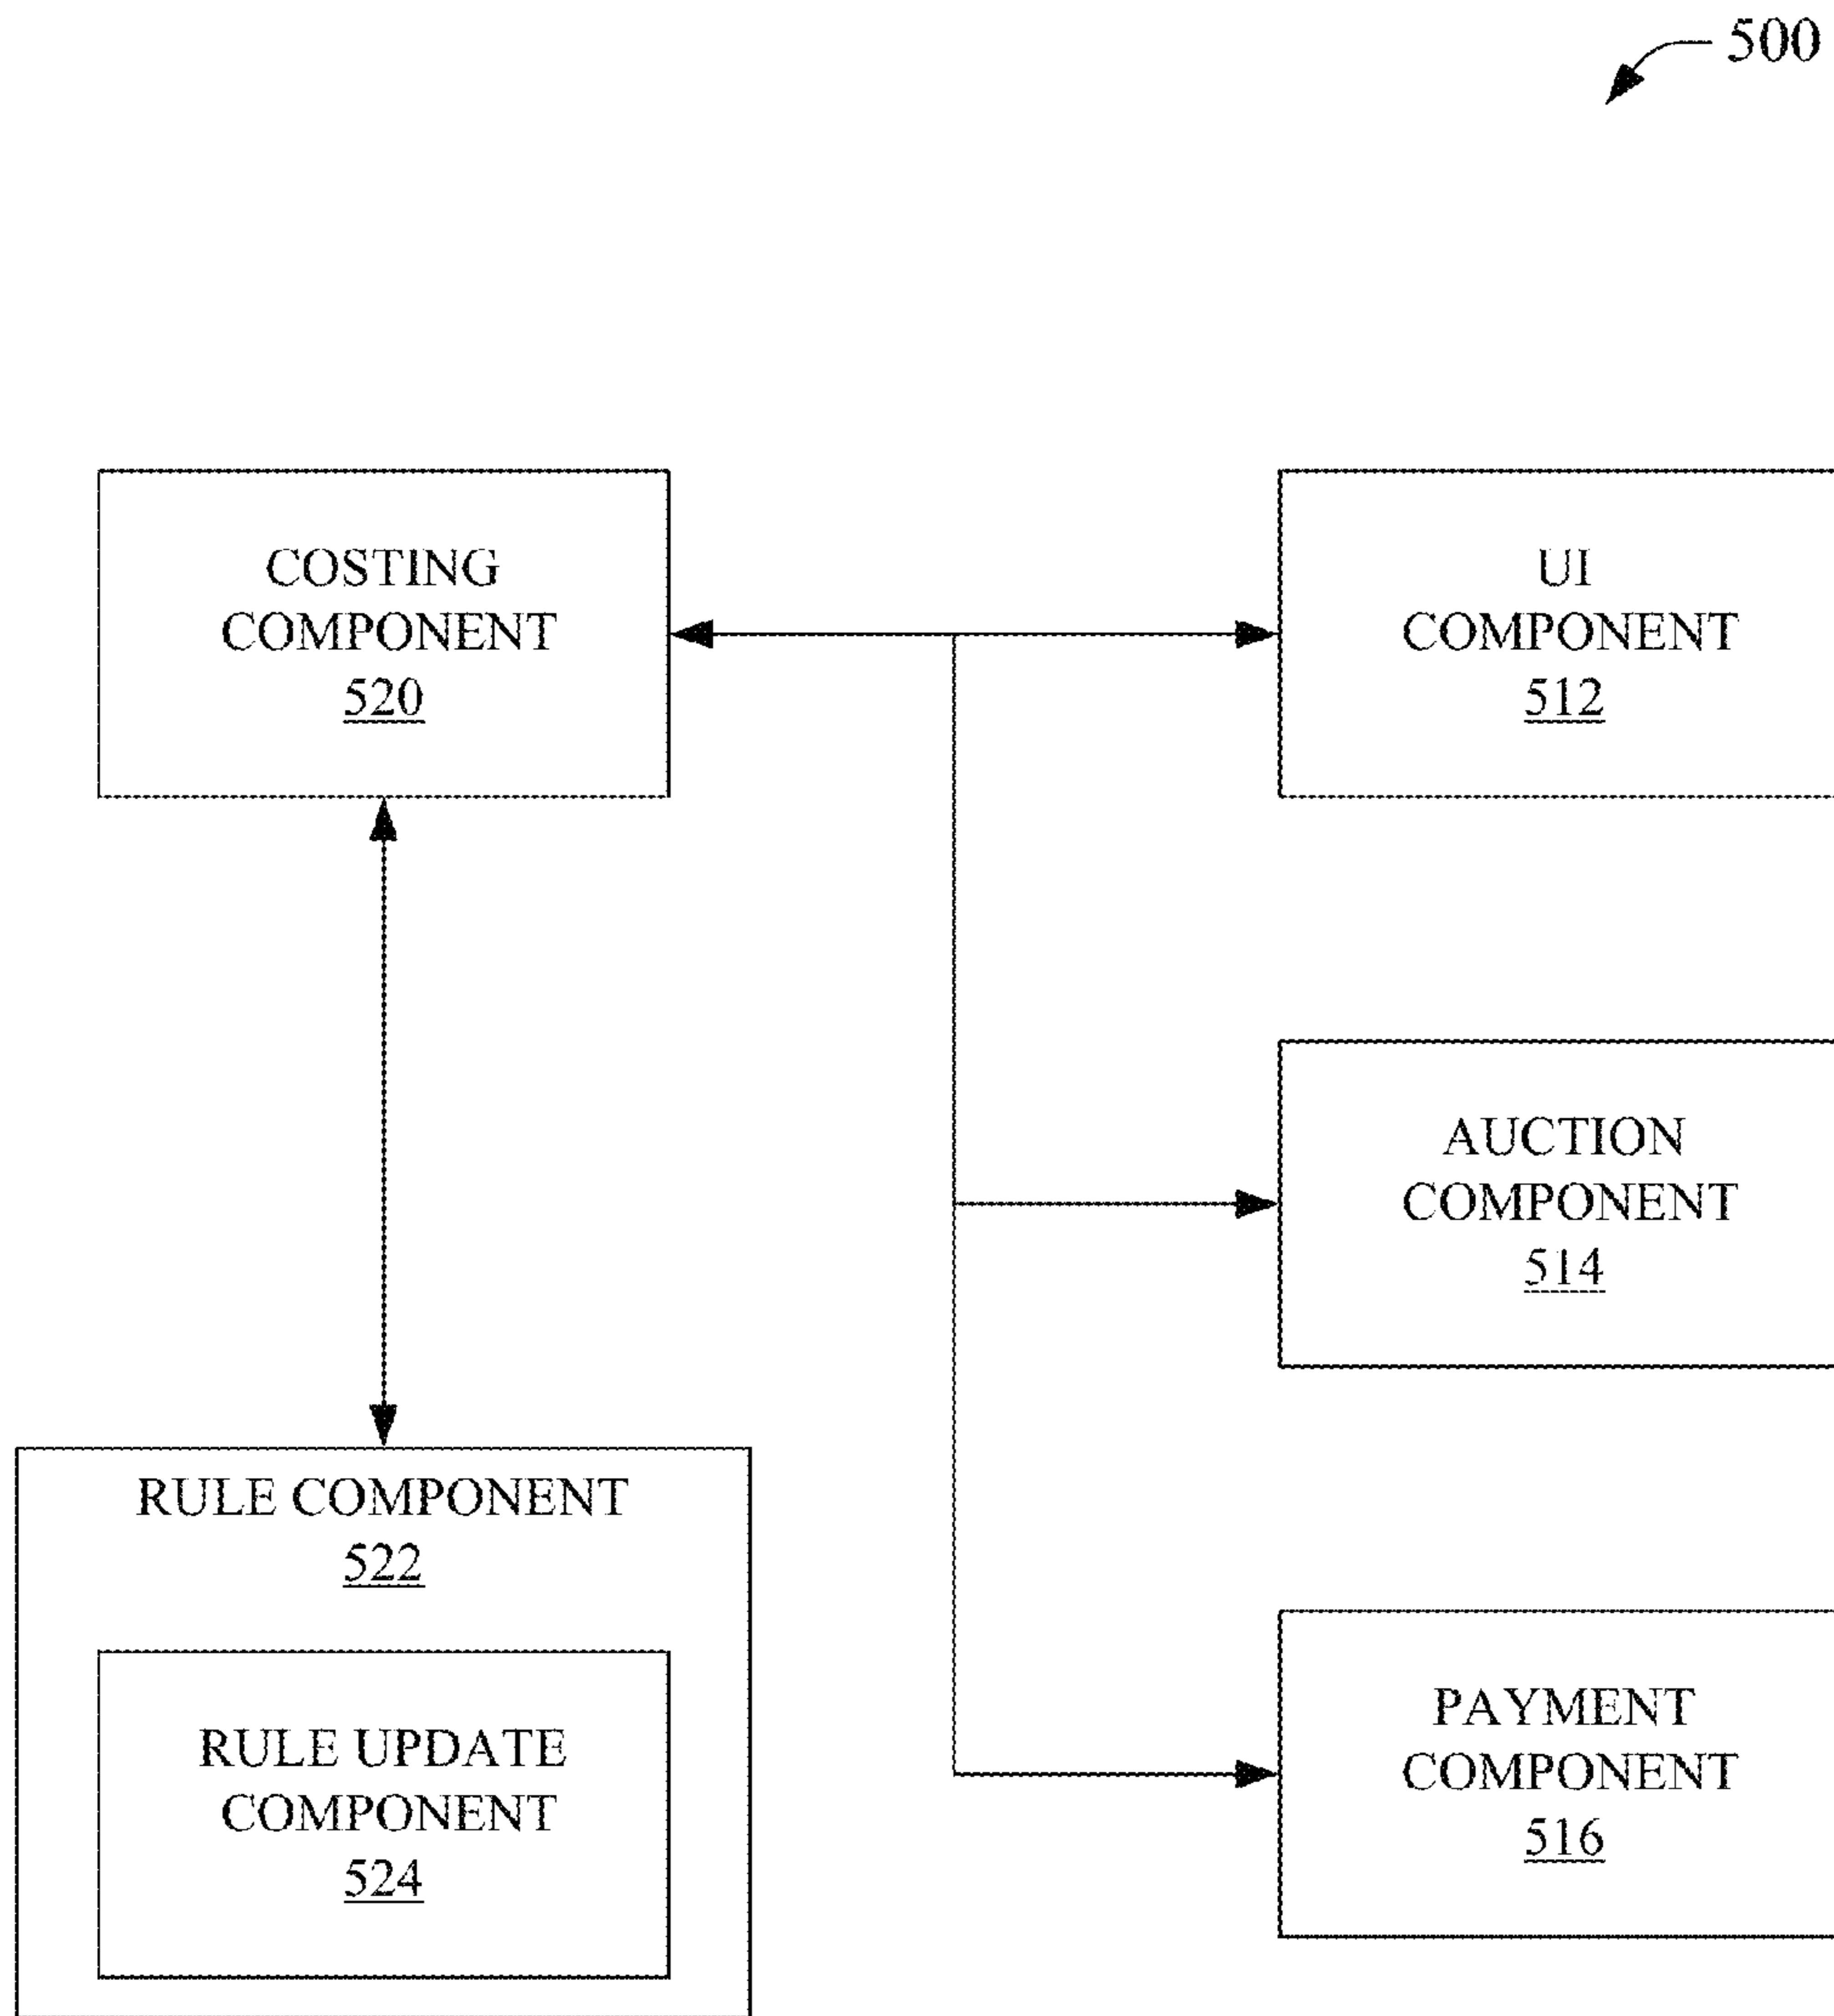 500
COSTING
COMPONENT
520
UI
COMPONENT
512
AUCTION
COMPONENT
514
RULE COMPONENT
522
RULE UPDATE
COMPONENT
524
PAYMENT
COMPONENT
516